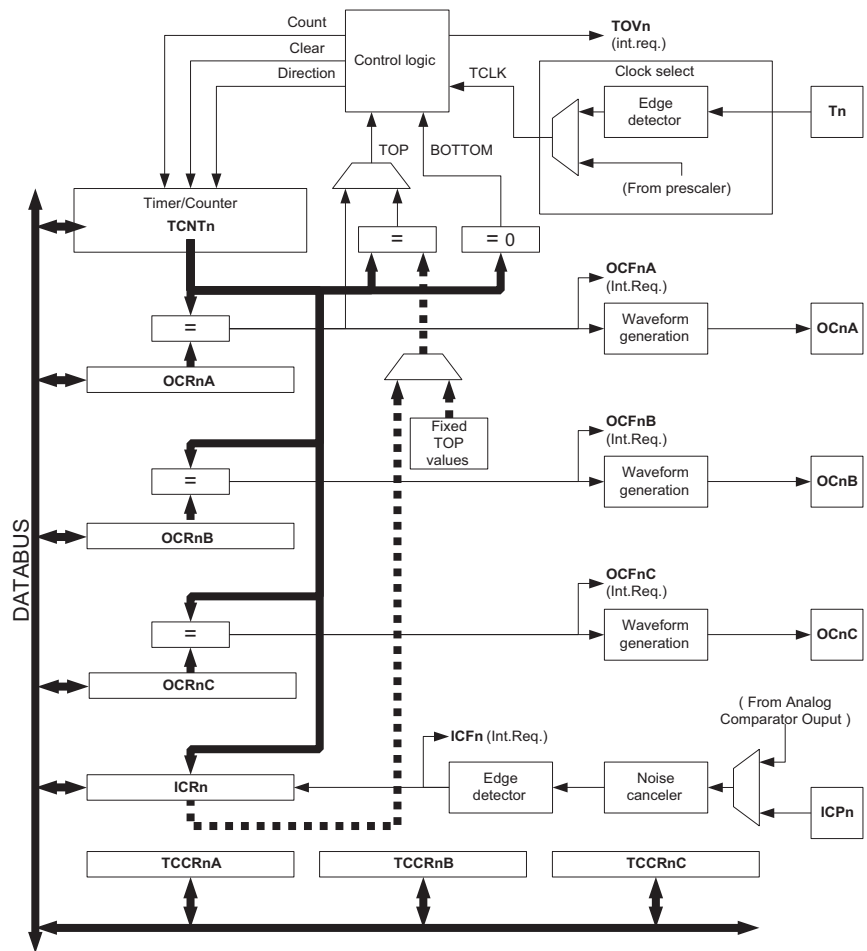 Count
Clear
Direction
Control logic
TOVn
(int.req.)
TCLK
Clock select
Edge
detector
Tn
(From prescaler)
TOP
BOTTOM
Timer/Counter
TCNTn
=
= 0
OCFnA
(Int.Req.)
=
Waveform
generation
OCnA
OCRnA
Fixed
TOP
values
OCFnB
(Int.Req.)
=
Waveform
generation
OCnB
OCRnB
DATABUS
OCFnC
(Int.Req.)
=
Waveform
generation
OCnC
OCRnC
( From Analog
Comparator Ouput )
ICFn (Int.Req.)
ICRn
Edge
detector
Noise
canceler
ICPn
TCCRnA
TCCRnB
TCCRnC